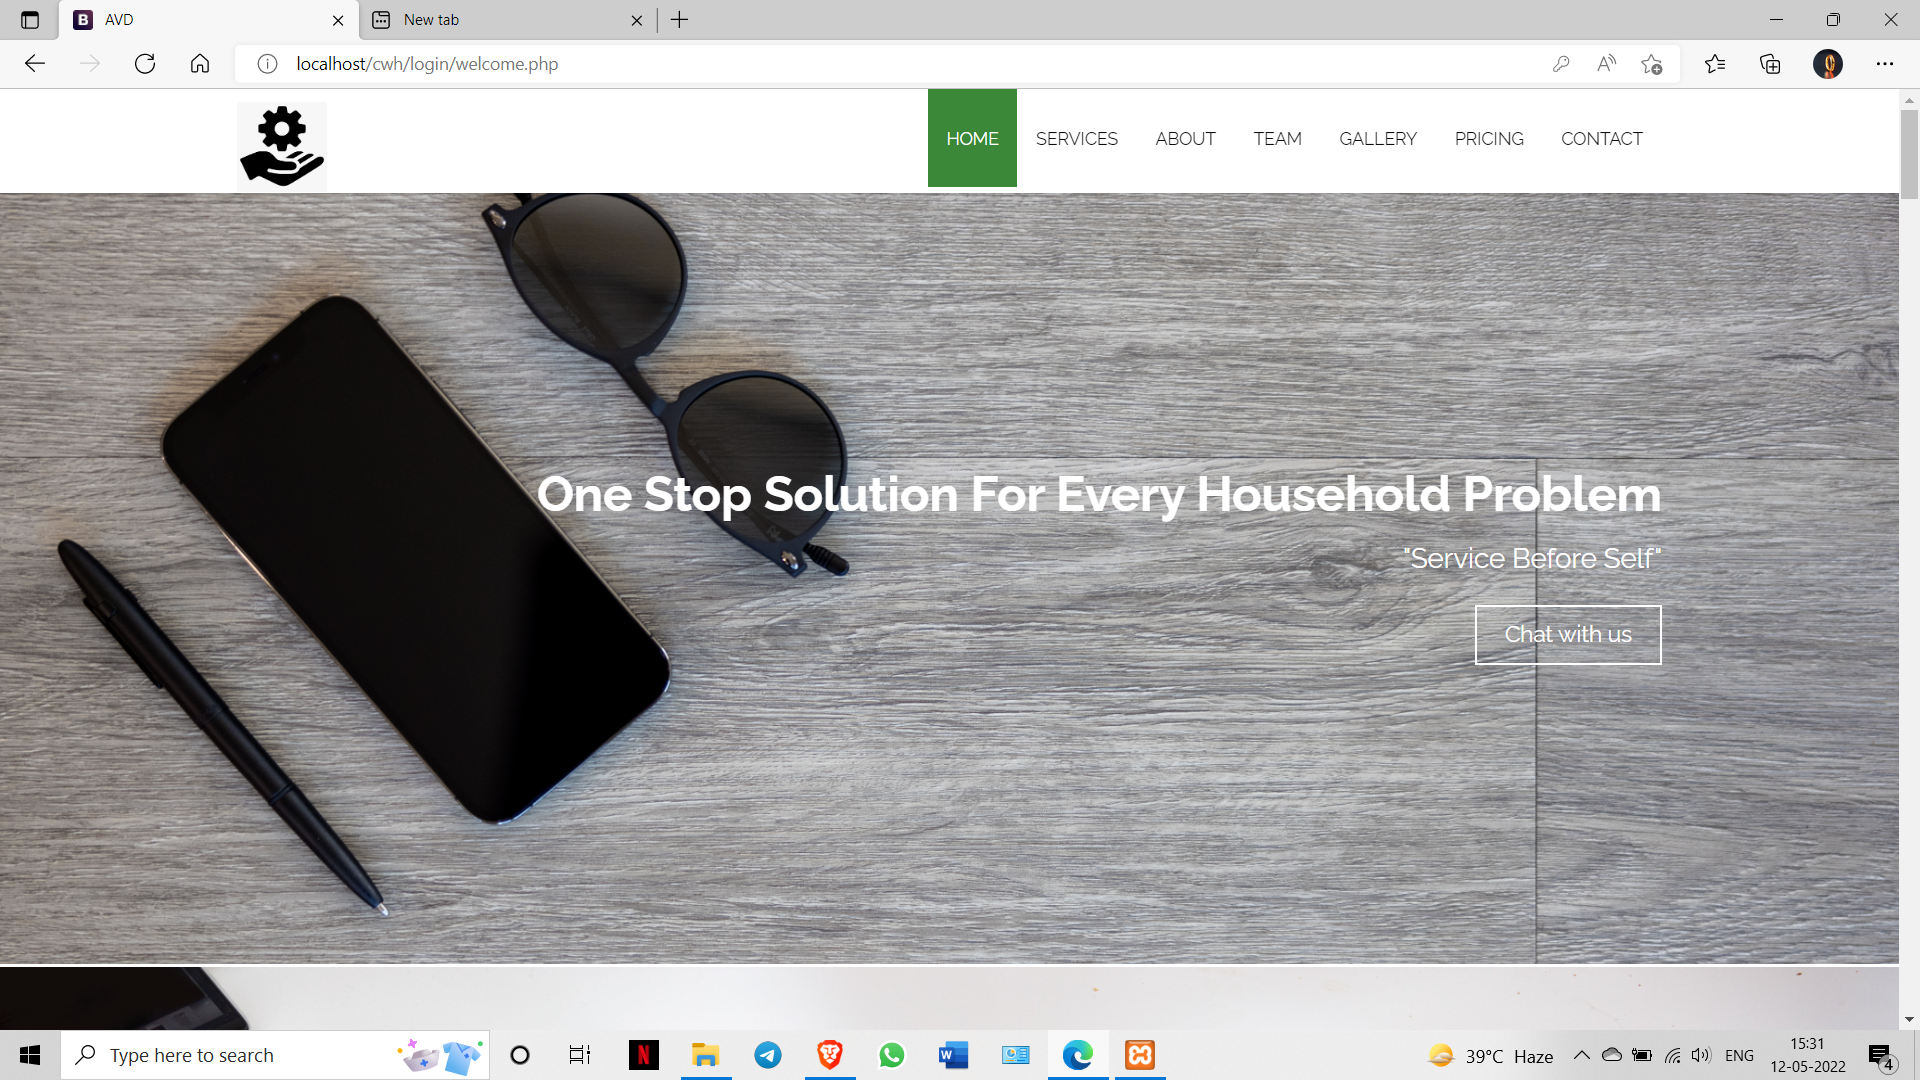 AVD
New tab
localhost/cwh/login/welcome.php
HOME SERVICES ABOUT TEAM GALLERY PRICING CONTACT
One Stop Solution For Every Household Problem
"Service Before Self"
Chat with us
Type here to search
39°C Haze
ENG
15:31
12-05-2022
4